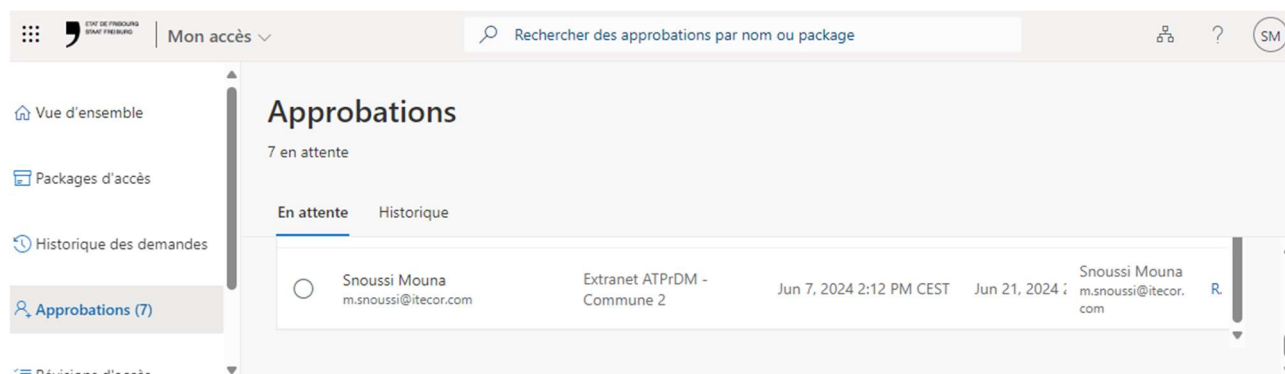 ETAT DE FRIBOURG
STAAT FREIBURG
Mon accès
Rechercher des approbations par nom ou package
SM
Vue d'ensemble
Packages d'accès
Historique des demandes
Approbations (7)
Révisions d'accès
Approbations
7 en attente
En attente Historique
Snoussi Mouna
m.snoussi@itecor.com
Extranet ATPrDM -
Commune 2
Jun 7, 2024 2:12 PM CEST
Jun 21, 2024
Snoussi Mouna
m.snoussi@itecor.
com
R.